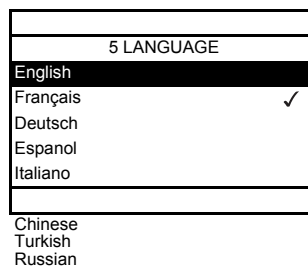 5 LANGUAGE
English
Français ✓
Deutsch
Espanol
Italiano
Chinese
Turkish
Russian